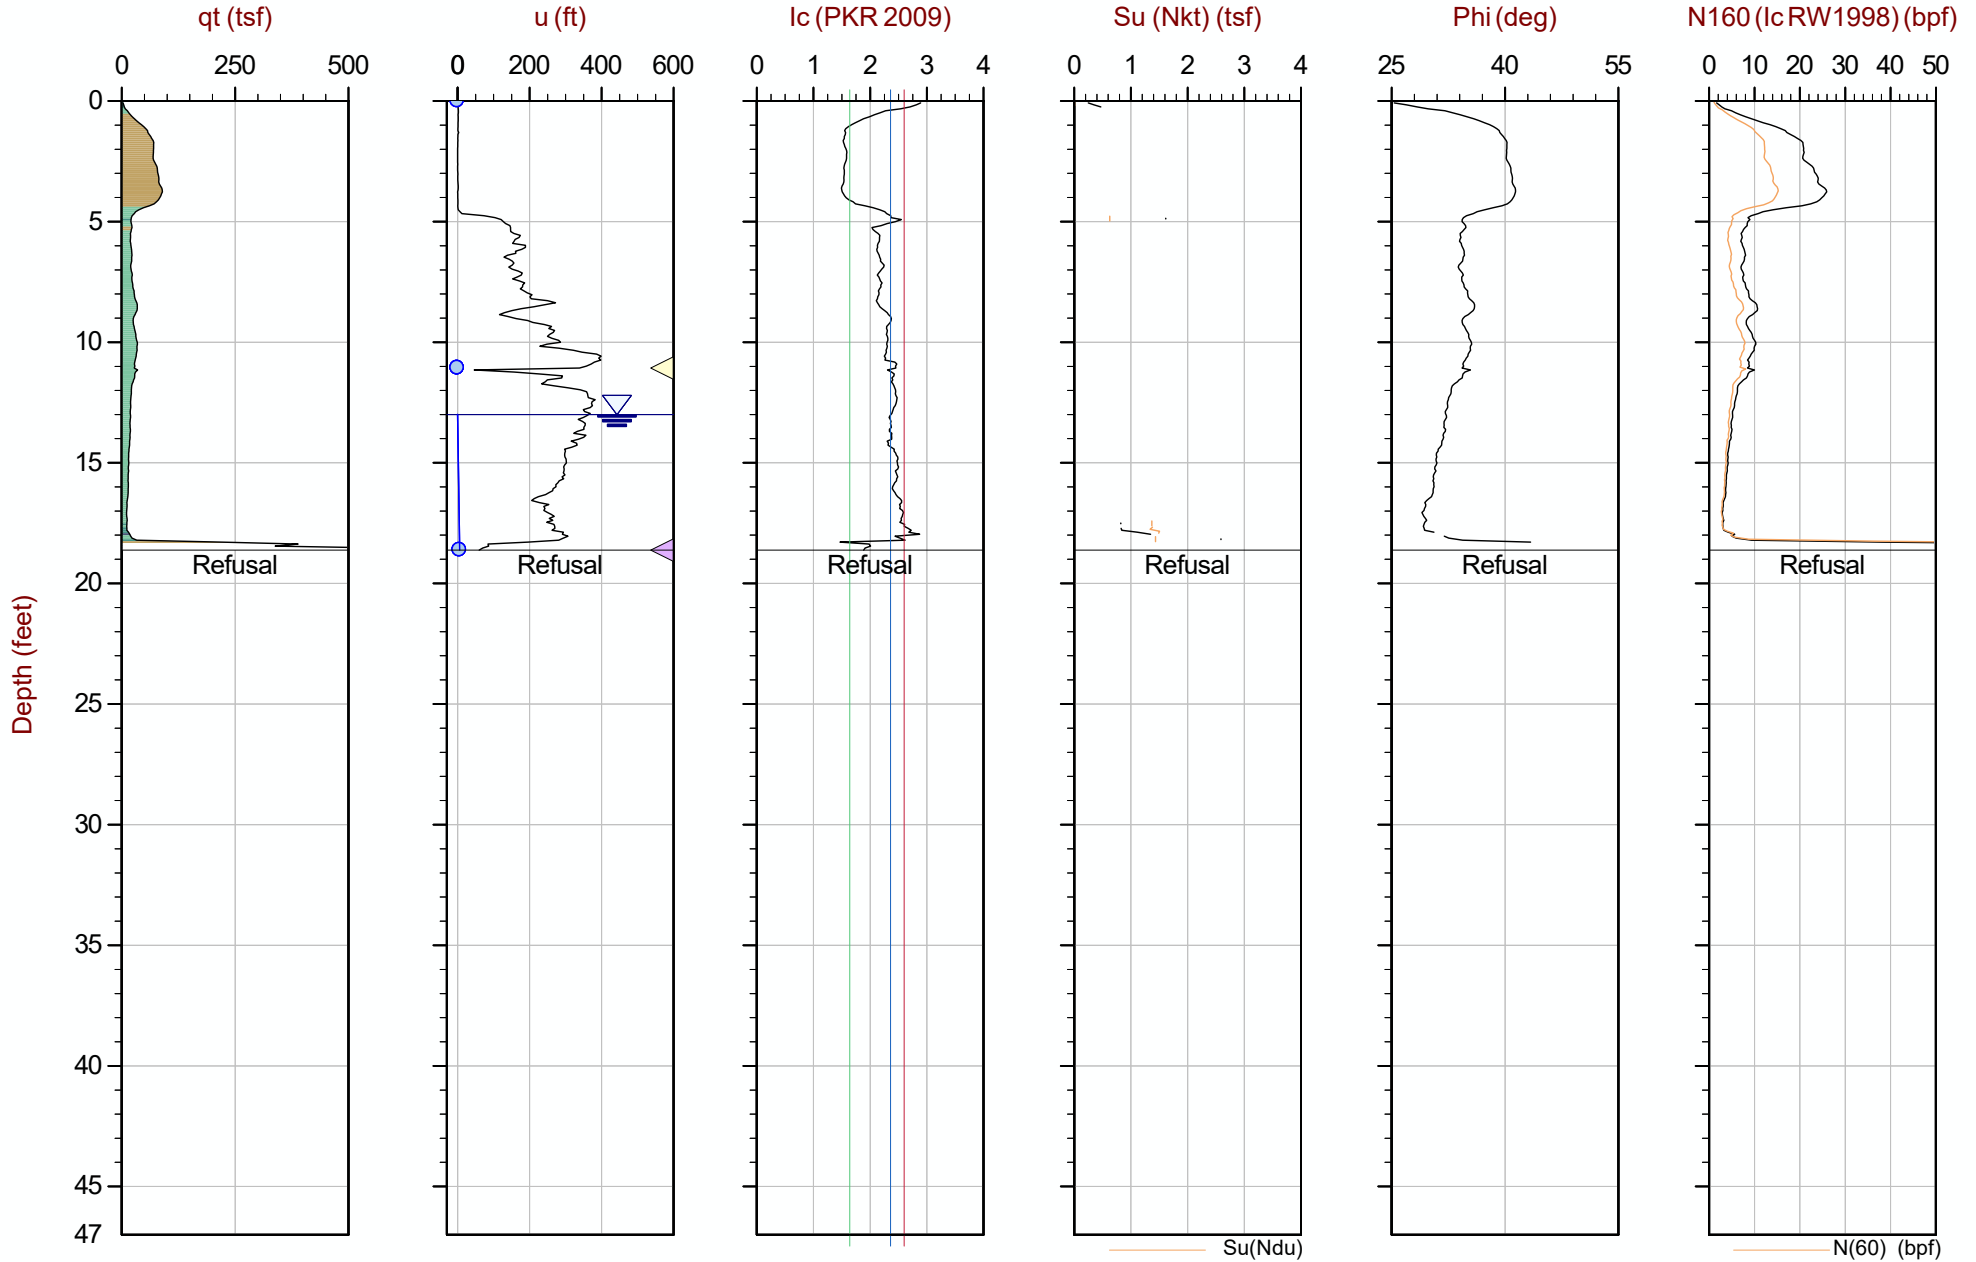 qt (tsf) u (ft) Ic (PKR 2009) Su (Nkt) (tsf) Phi (deg) N160 (Ic RW1998) (bpf)
0 250 500 0 200 400 600 0 1 2 3 4 0 1 2 3 4 25 40 55 0 10 20 30 40 50
0
5
10
15
Refusal Refusal Refusal Refusal Refusal Refusal
20
Depth (feet)
25
30
35
40
45
47
Su(Ndu) N(60) (bpf)